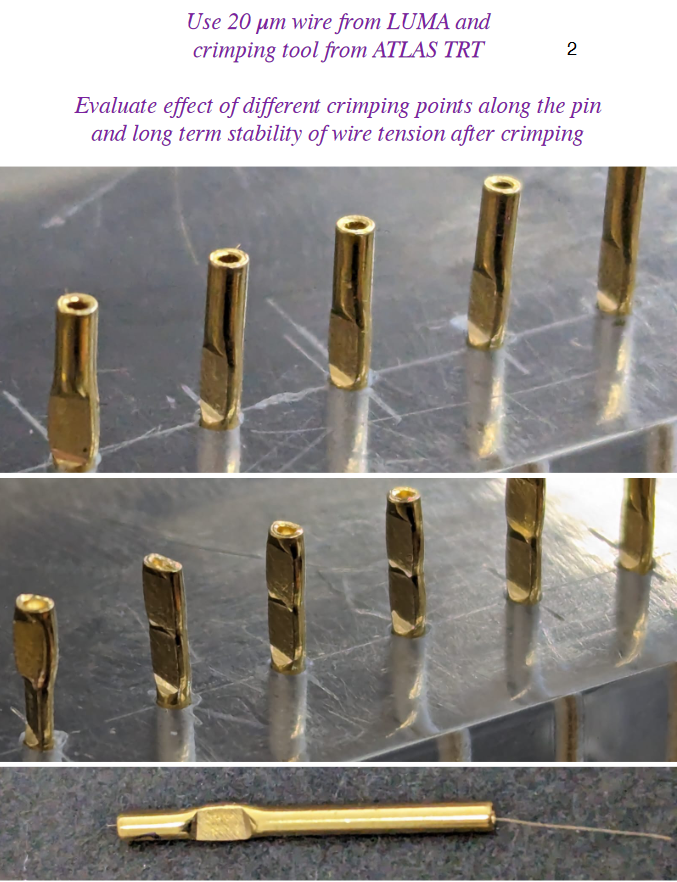 Use 20 μm wire from LUMA and
crimping tool from ATLAS TRT
2
Evaluate effect of different crimping points along the pin
and long term stability of wire tension after crimping